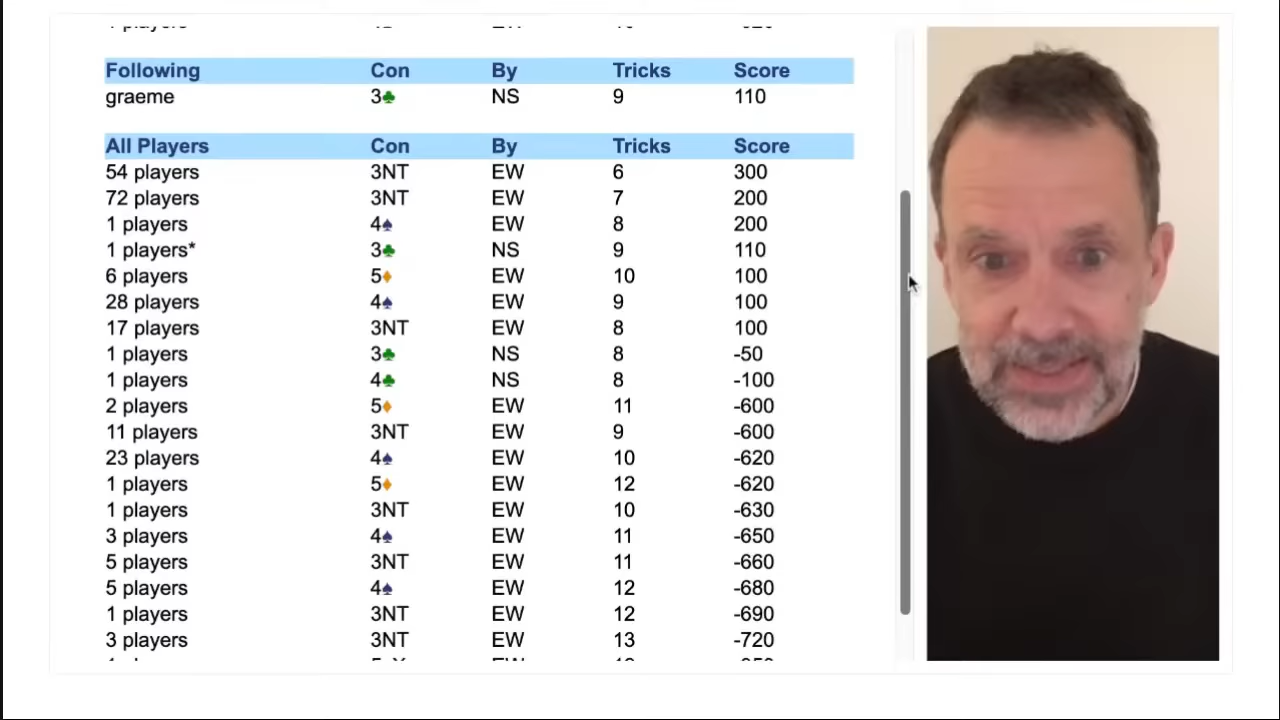 Following Con By Tricks Score
graeme 3♣ NS 9 110
All Players Con By Tricks Score
54 players 3NT EW 6 300
72 players 3NT EW 7 200
1 players 4♠ EW 8 200
1 players* 3♣ NS 9 110
6 players 5♦ EW 10 100
28 players 4♠ EW 9 100
17 players 3NT EW 8 100
1 players 3♣ NS 8 -50
1 players 4♣ NS 8 -100
2 players 5♦ EW 11 -600
11 players 3NT EW 9 -600
23 players 4♠ EW 10 -620
1 players 5♦ EW 12 -620
1 players 3NT EW 10 -630
3 players 4♠ EW 11 -650
5 players 3NT EW 11 -660
5 players 4♠ EW 12 -680
1 players 3NT EW 12 -690
3 players 3NT EW 13 -720